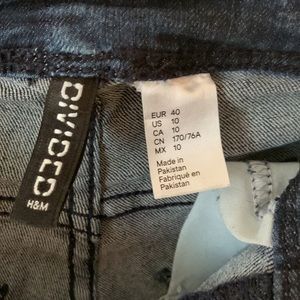 DIVIDED
H&M
EUR 40
US 10
CA 10
CN 170/76A
MX 10
Made in
Pakistan
Fabriqué en
Pakistan